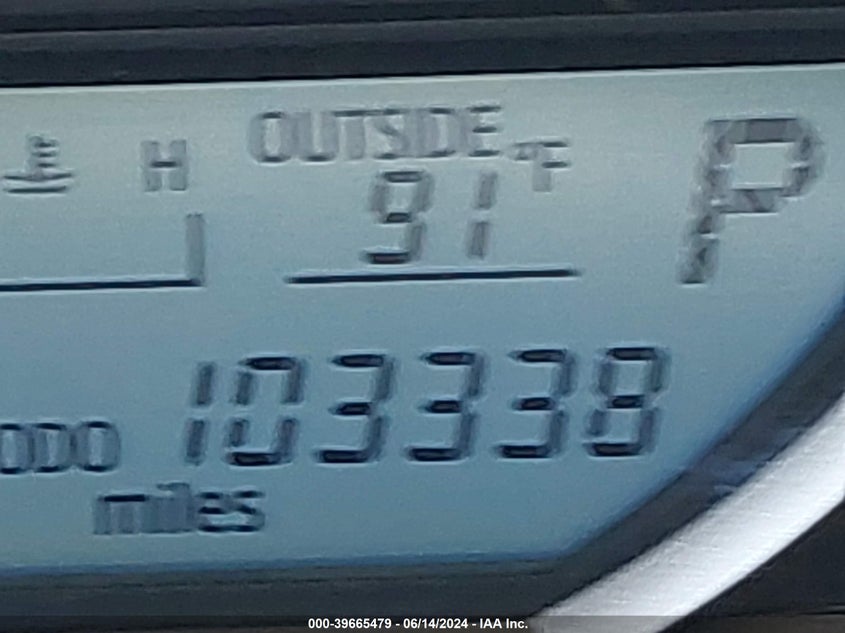 H OUTSIDE °F P
91
ODO 103338
miles
000-39665479 - 06/14/2024 - IAA Inc.